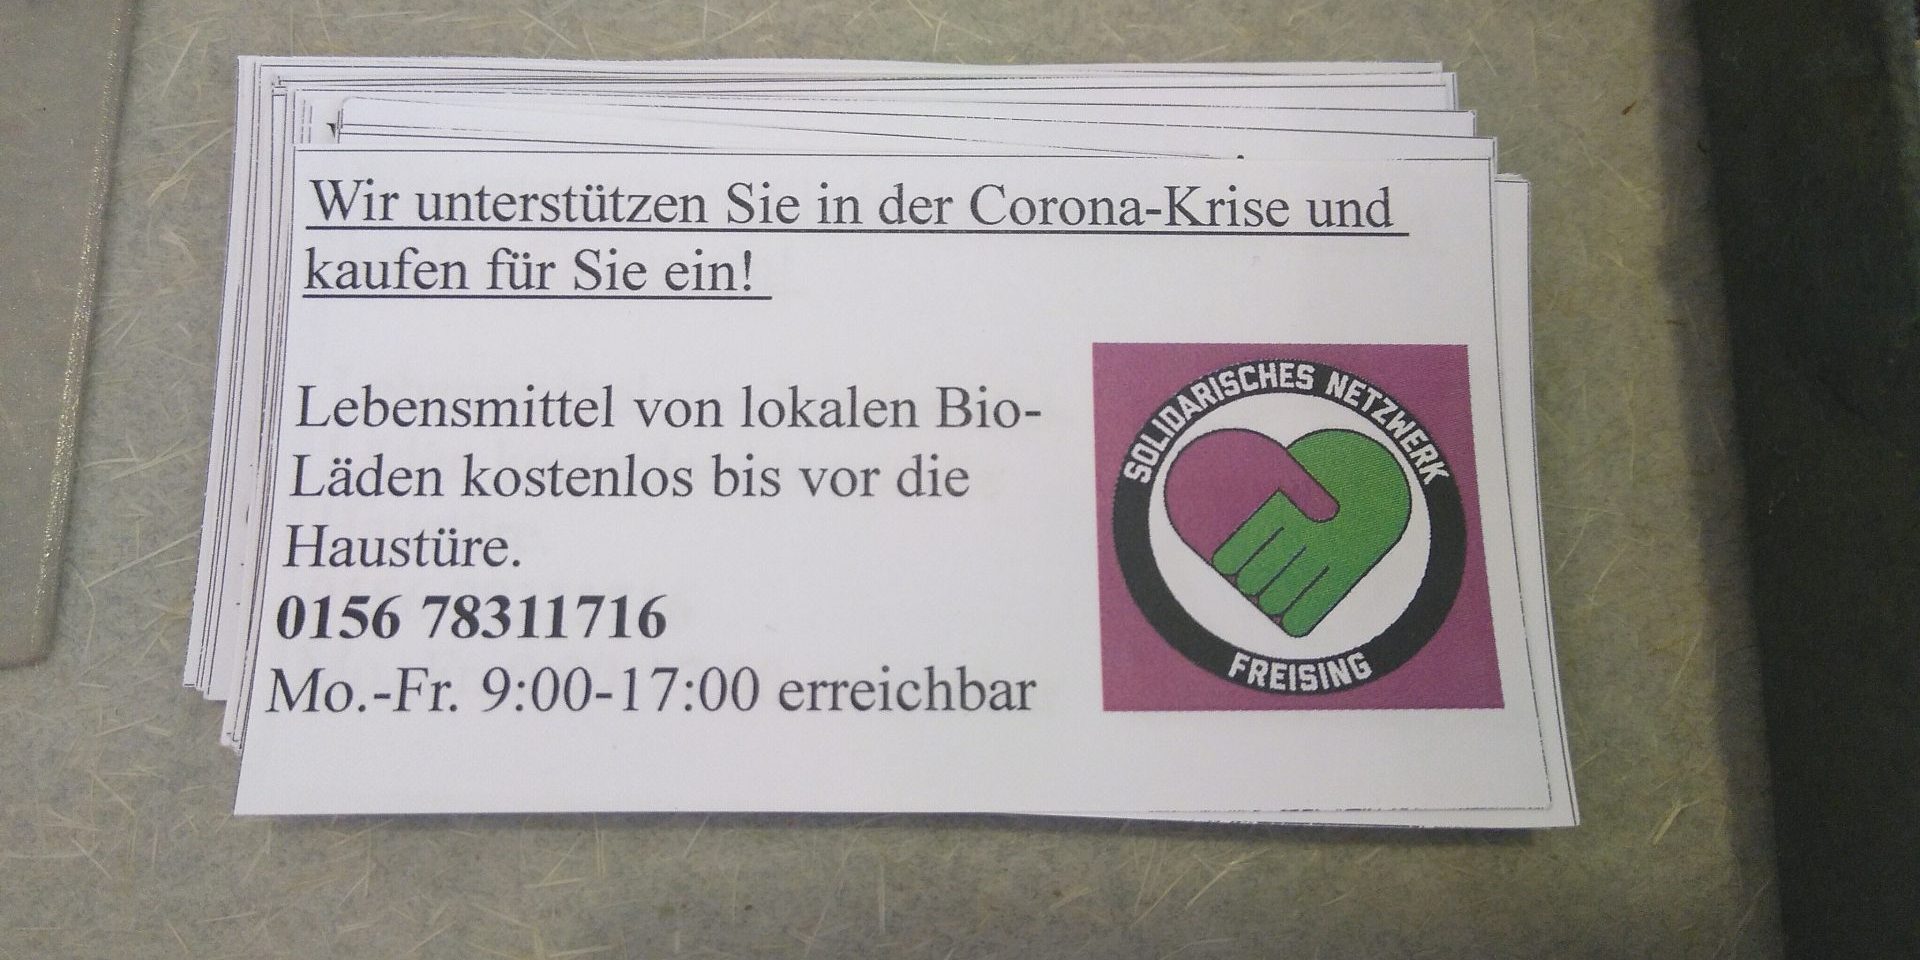 Wir unterstützen Sie in der Corona-Krise und
kaufen für Sie ein!
Lebensmittel von lokalen Bio-
Läden kostenlos bis vor die
Haustüre.
0156 78311716
Mo.-Fr. 9:00-17:00 erreichbar
SOLIDARISCHES NETZWERK
FREISING